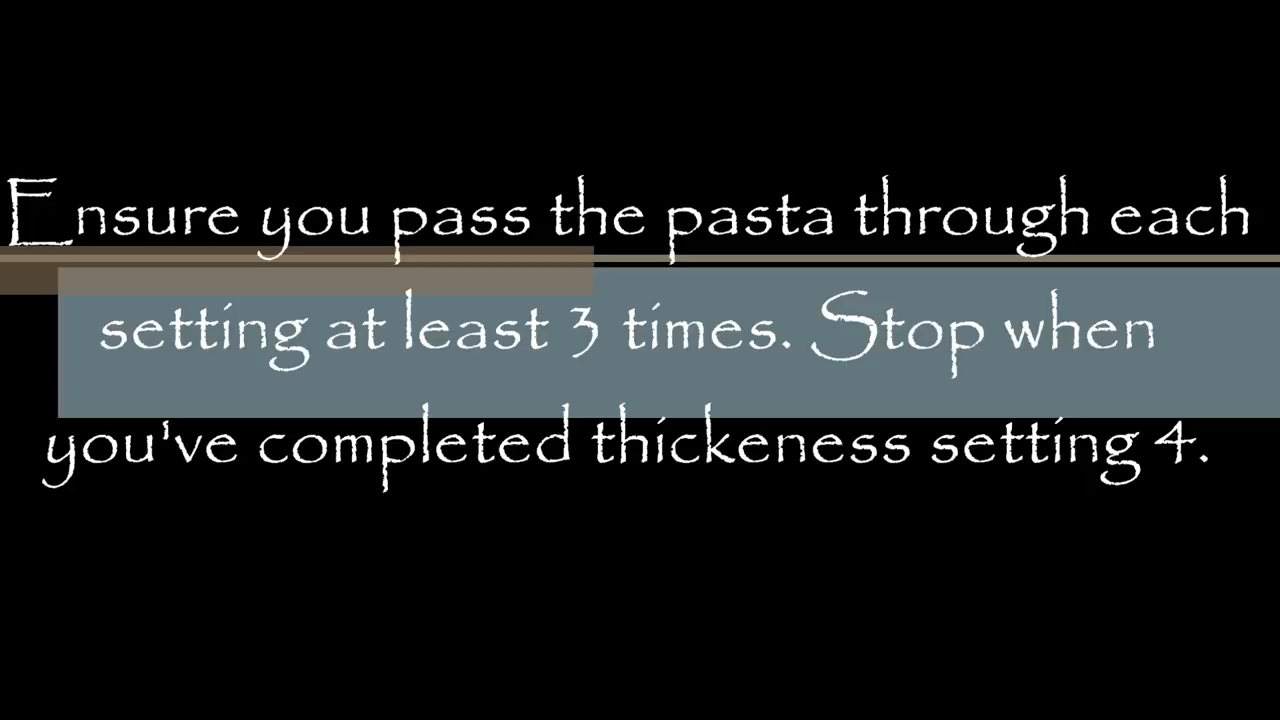 Ensure you pass the pasta through each
setting at least 3 times. Stop when
you've completed thickeness setting 4.